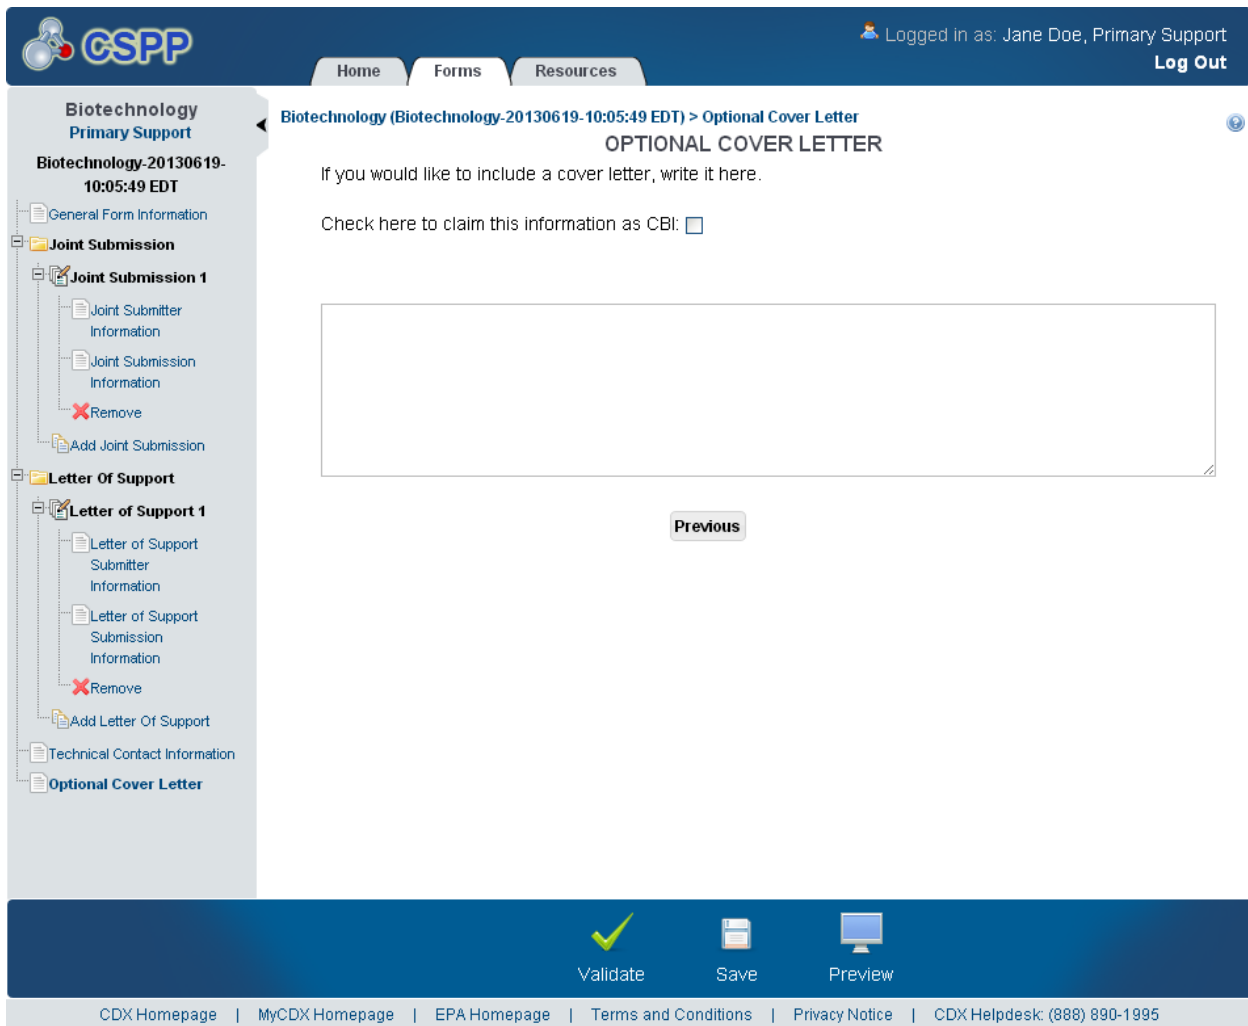 CSPP
Logged in as: Jane Doe, Primary Support
Log Out
Home
Forms
Resources
Biotechnology
Primary Support
Biotechnology-20130619-
10:05:49 EDT
General Form Information
Joint Submission
Joint Submission 1
Joint Submitter
Information
Joint Submission
Information
Remove
Add Joint Submission
Letter Of Support
Letter of Support 1
Letter of Support
Submitter
Information
Letter of Support
Submission
Information
Remove
Add Letter Of Support
Technical Contact Information
Optional Cover Letter
Biotechnology (Biotechnology-20130619-10:05:49 EDT) > Optional Cover Letter
OPTIONAL COVER LETTER
If you would like to include a cover letter, write it here.
Check here to claim this information as CBI:
Previous
Validate
Save
Preview
CDX Homepage | MyCDX Homepage | EPA Homepage | Terms and Conditions | Privacy Notice | CDX Helpdesk: (888) 890-1995